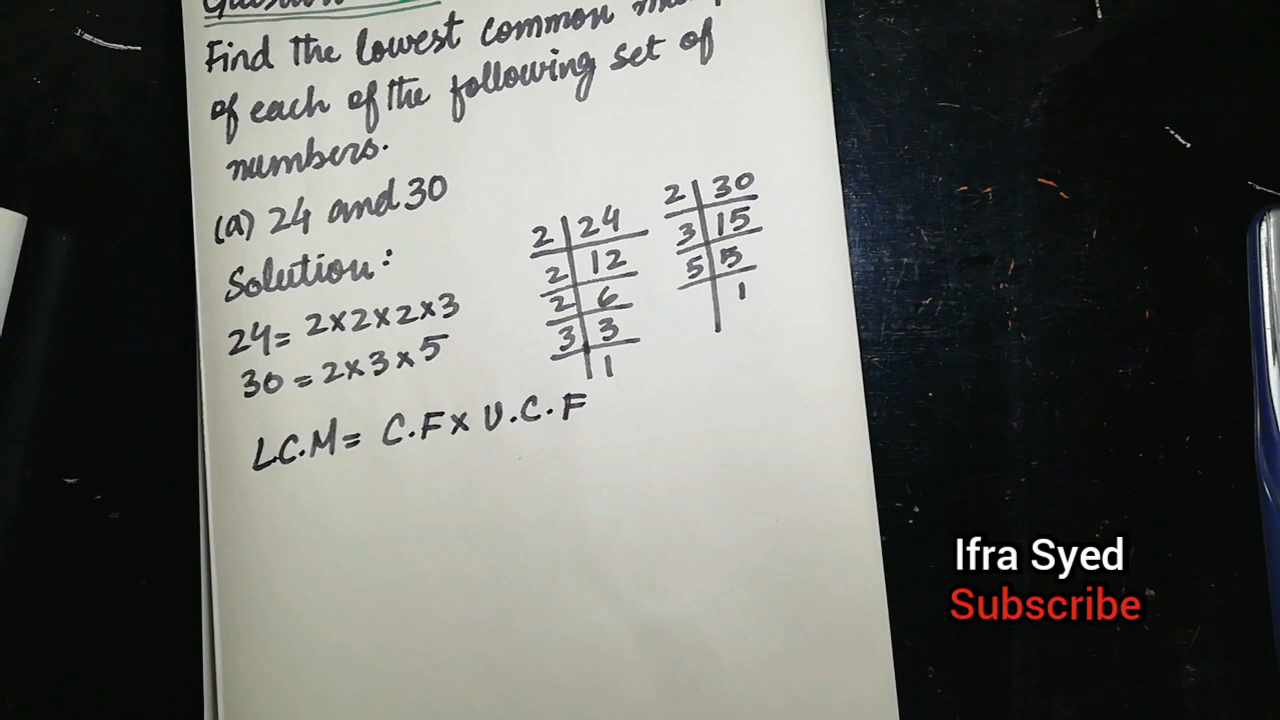 Question
Find the lowest common
of each of the following set of
numbers.
(a) 24 and 30
Solution:
24 = 2×2×2×3
30 = 2×3×5
L.C.M = C.F × U.C.F
2 | 24
2 | 12
2 | 6
3 | 3
| 1
2 | 30
3 | 15
5 | 5
| 1
Ifra Syed
Subscribe